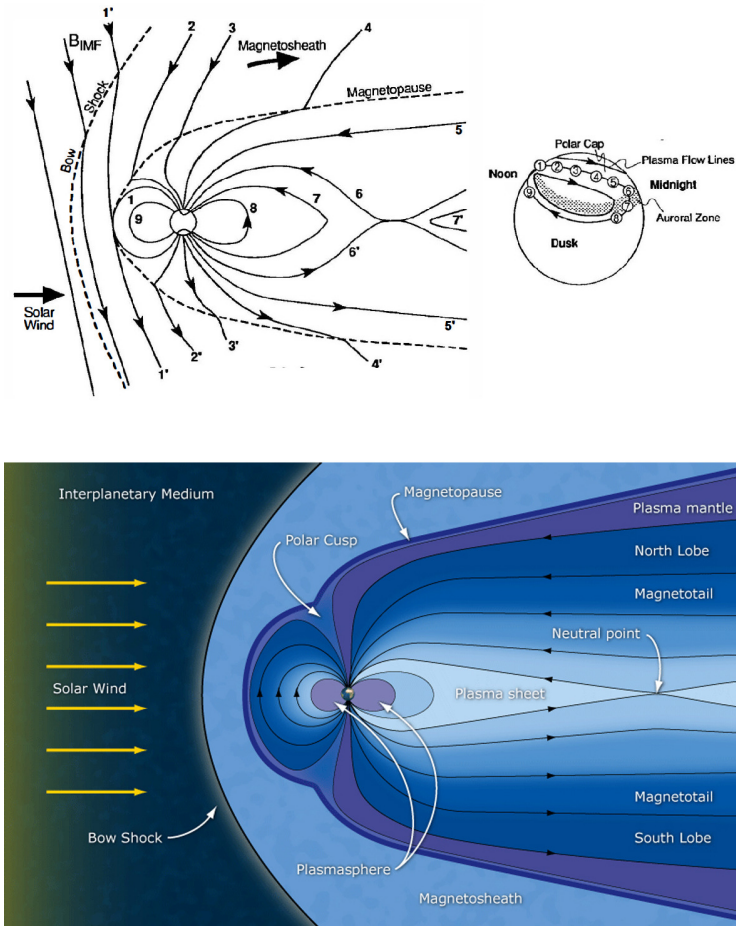 1'
2
3
4
B IMF
Magnetosheath
Shock
Bow
Magnetopause
5
1
9
8
7
6
7'
6'
Solar
Wind
5'
1'
2'
3'
4'
Polar Cap
Plasma Flow Lines
Noon
1
2
3
4
5
6
7
8
9
Midnight
Auroral Zone
Dusk
Interplanetary Medium
Magnetopause
Plasma mantle
Polar Cusp
North Lobe
Magnetotail
Neutral point
Solar Wind
Plasma sheet
Magnetotail
Bow Shock
South Lobe
Plasmasphere
Magnetosheath